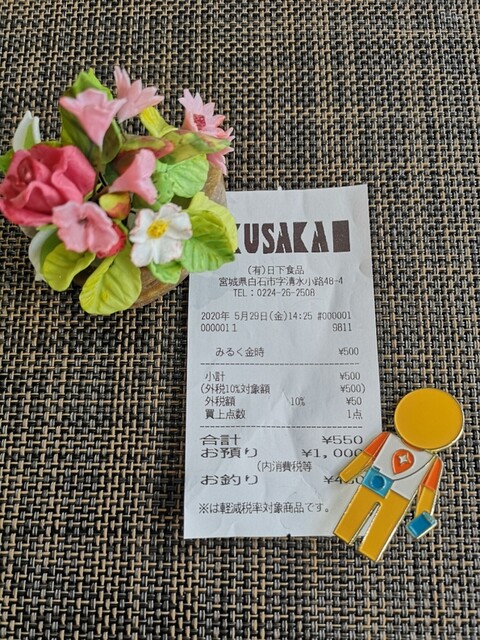 KUSAKA
(有)日下食品
宮城県白石市字清水小路48-4
TEL:0224-26-2508
2020年 5月29日(金)14:25 #000001
000011 9811
みるく金時 ¥500
小計 ¥500
(外税10%対象額 ¥500)
外税額 10% ¥50
買上点数 1点
合計 ¥550
お預り ¥1,000
(内消費税等
お釣り
※は軽減税率対象商品です。